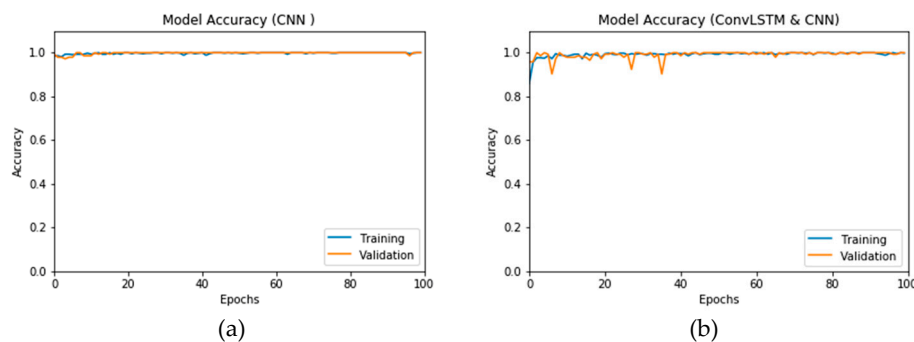 Model Accuracy (CNN )
1.0
0.8
0.6
0.4
0.2
0.0
Accuracy
0 20 40 60 80 100
Epochs
Training
Validation
(a)
Model Accuracy (ConvLSTM & CNN)
1.0
0.8
0.6
0.4
0.2
0.0
Accuracy
0 20 40 60 80 100
Epochs
Training
Validation
(b)